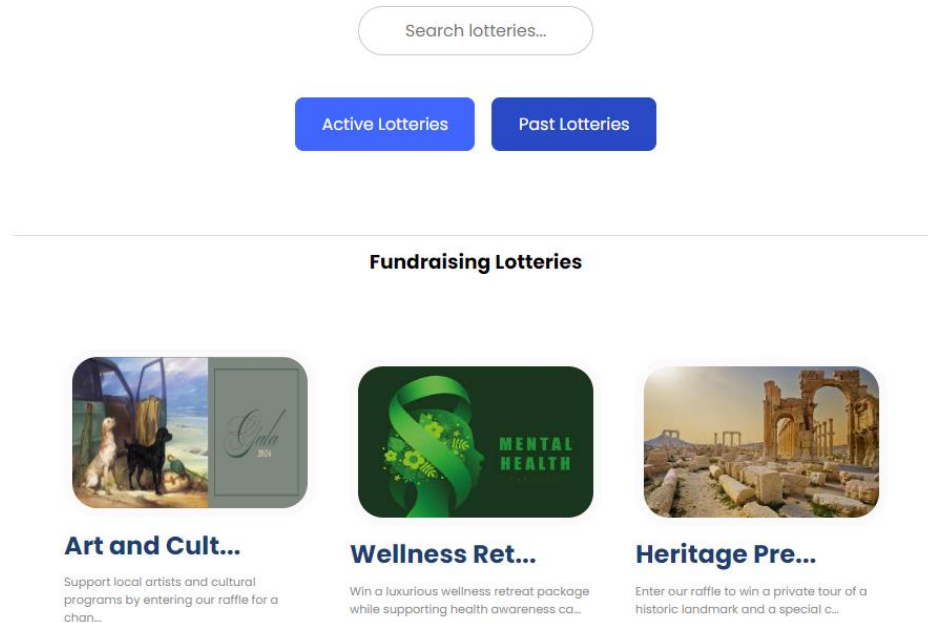 Search lotteries...
Active Lotteries
Past Lotteries
Fundraising Lotteries
Gala
2024
MENTAL
HEALTH
Art and Cult...
Support local artists and cultural
programs by entering our raffle for a
chan...
Wellness Ret...
Win a luxurious wellness retreat package
while supporting health awareness ca...
Heritage Pre...
Enter our raffle to win a private tour of a
historic landmark and a special c...